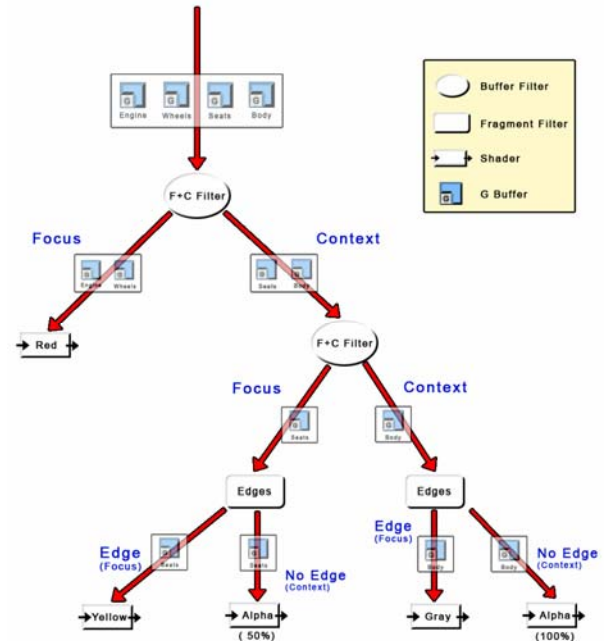 G G G G
Engine Wheels Seats Body
Buffer Filter
Fragment Filter
Shader
G G Buffer
F+C Filter
Focus Context
G G G G
Engine Wheels Seats Body
Red
F+C Filter
Focus Context
G G
Seats Body
Edges Edges
Edge
(Focus)
G
Seats
G
Seats
No Edge
(Context)
Edge
(Focus)
G
Body
G
Body
No Edge
(Context)
Yellow Alpha Gray Alpha
( 50%) (100%)